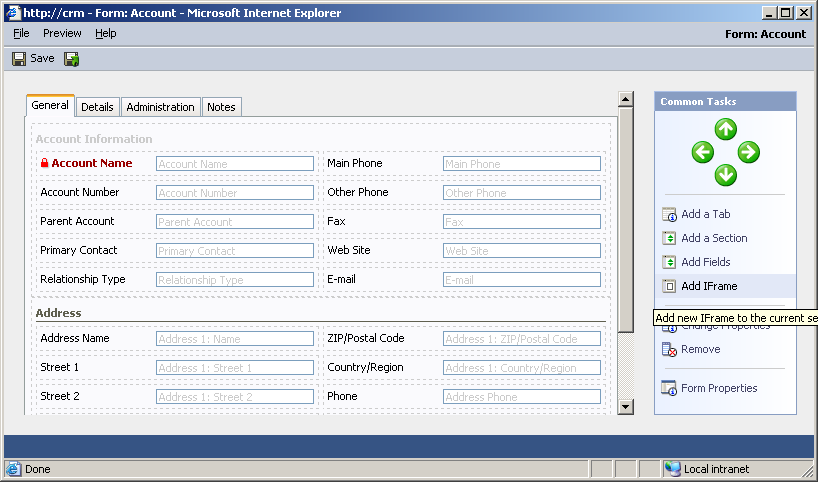 http://crm - Form: Account - Microsoft Internet Explorer
File Preview Help Form: Account
Save
General Details Administration Notes
Account Information
Account Name Account Name Main Phone Main Phone
Account Number Account Number Other Phone Other Phone
Parent Account Parent Account Fax Fax
Primary Contact Primary Contact Web Site Web Site
Relationship Type Relationship Type E-mail E-mail
Address
Address Name Address 1: Name ZIP/Postal Code Address 1: ZIP/Postal Code
Street 1 Address 1: Street 1 Country/Region Address 1: Country/Region
Street 2 Address 1: Street 2 Phone Address Phone
Common Tasks
Add a Tab
Add a Section
Add Fields
Add IFrame
Add new IFrame to the current se
Change Properties
Remove
Form Properties
Done Local intranet